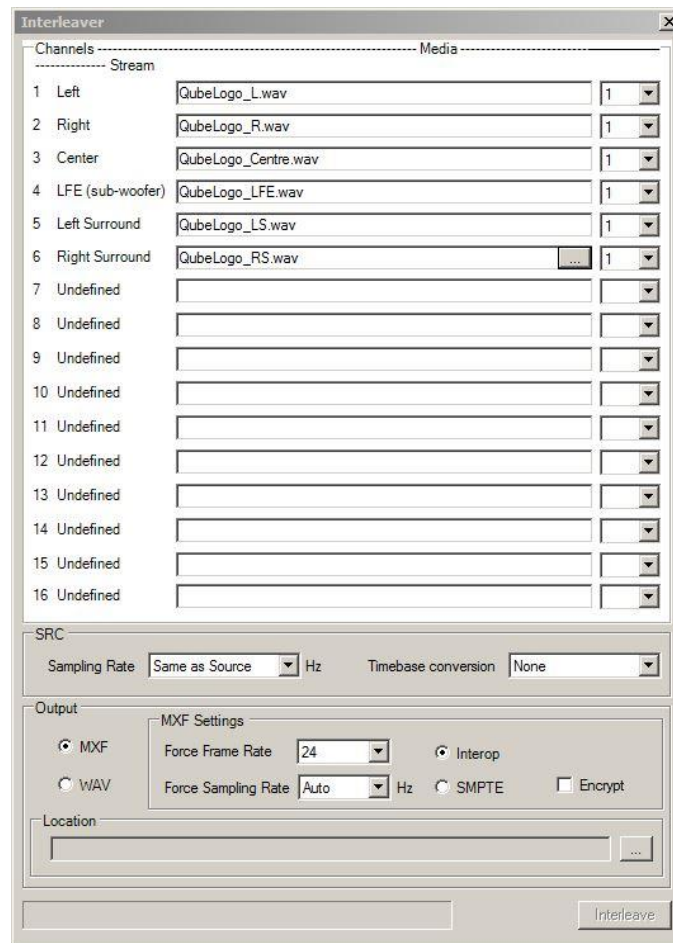 Interleaver
Channels Media
Stream
1 Left QubeLogo_L.wav 1
2 Right QubeLogo_R.wav 1
3 Center QubeLogo_Centre.wav 1
4 LFE (sub-woofer) QubeLogo_LFE.wav 1
5 Left Surround QubeLogo_LS.wav 1
6 Right Surround QubeLogo_RS.wav ... 1
7 Undefined
8 Undefined
9 Undefined
10 Undefined
11 Undefined
12 Undefined
13 Undefined
14 Undefined
15 Undefined
16 Undefined
SRC
Sampling Rate Same as Source Hz Timebase conversion None
Output
MXF Settings
MXF Force Frame Rate 24 Interop
WAV Force Sampling Rate Auto Hz SMPTE Encrypt
Location
...
Interleave